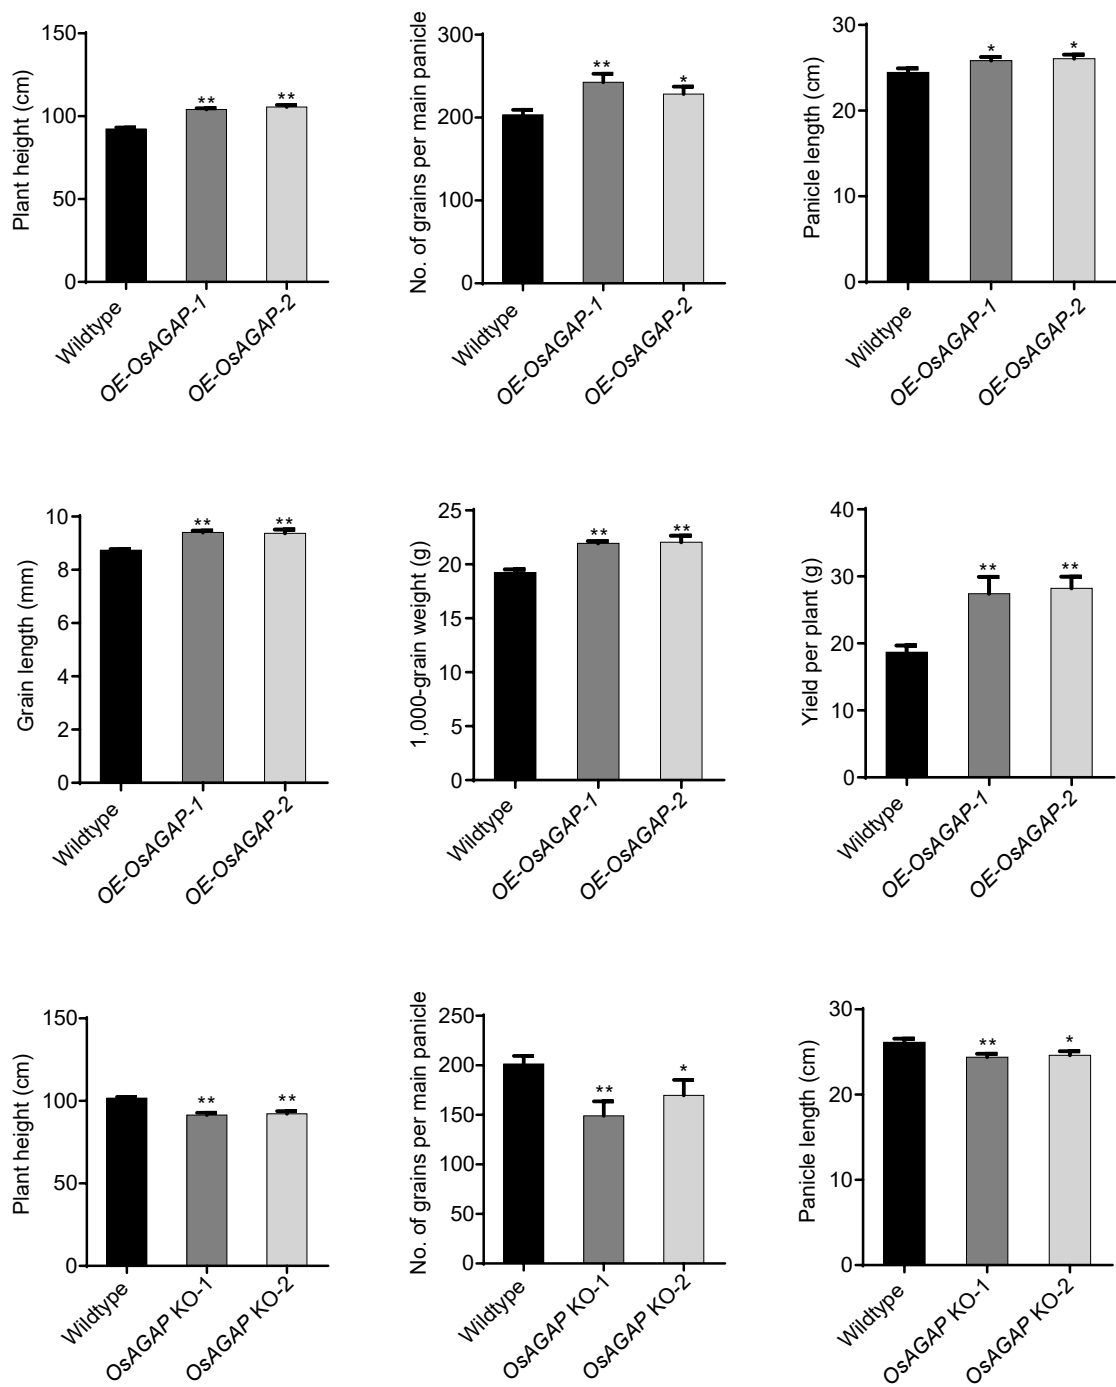 Plant height (cm)
150
100
50
0
**
**
Wildtype
OE-OsAGAP-1
OE-OsAGAP-2
No. of grains per main panicle
300
200
100
0
**
*
Wildtype
OE-OsAGAP-1
OE-OsAGAP-2
Panicle length (cm)
30
20
10
0
*
*
Wildtype
OE-OsAGAP-1
OE-OsAGAP-2
Grain length (mm)
10
8
6
4
2
0
**
**
Wildtype
OE-OsAGAP-1
OE-OsAGAP-2
1,000-grain weight (g)
25
20
15
10
5
0
**
**
Wildtype
OE-OsAGAP-1
OE-OsAGAP-2
Yield per plant (g)
40
30
20
10
0
**
**
Wildtype
OE-OsAGAP-1
OE-OsAGAP-2
Plant height (cm)
150
100
50
0
**
**
Wildtype
OsAGAP KO-1
OsAGAP KO-2
No. of grains per main panicle
250
200
150
100
50
0
**
*
Wildtype
OsAGAP KO-1
OsAGAP KO-2
Panicle length (cm)
30
20
10
0
**
*
Wildtype
OsAGAP KO-1
OsAGAP KO-2